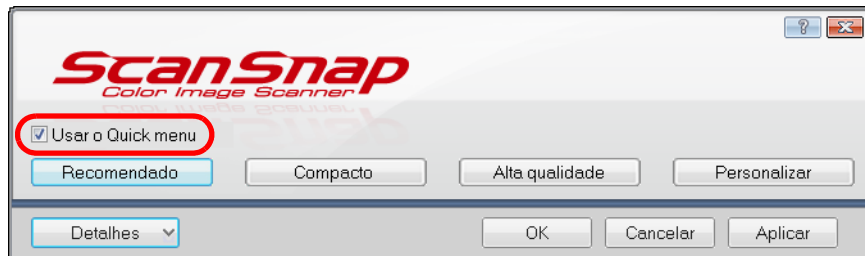 ScanSnap
Color Image Scanner
Usar o Quick menu
Recomendado Compacto Alta qualidade Personalizar
Detalhes OK Cancelar Aplicar